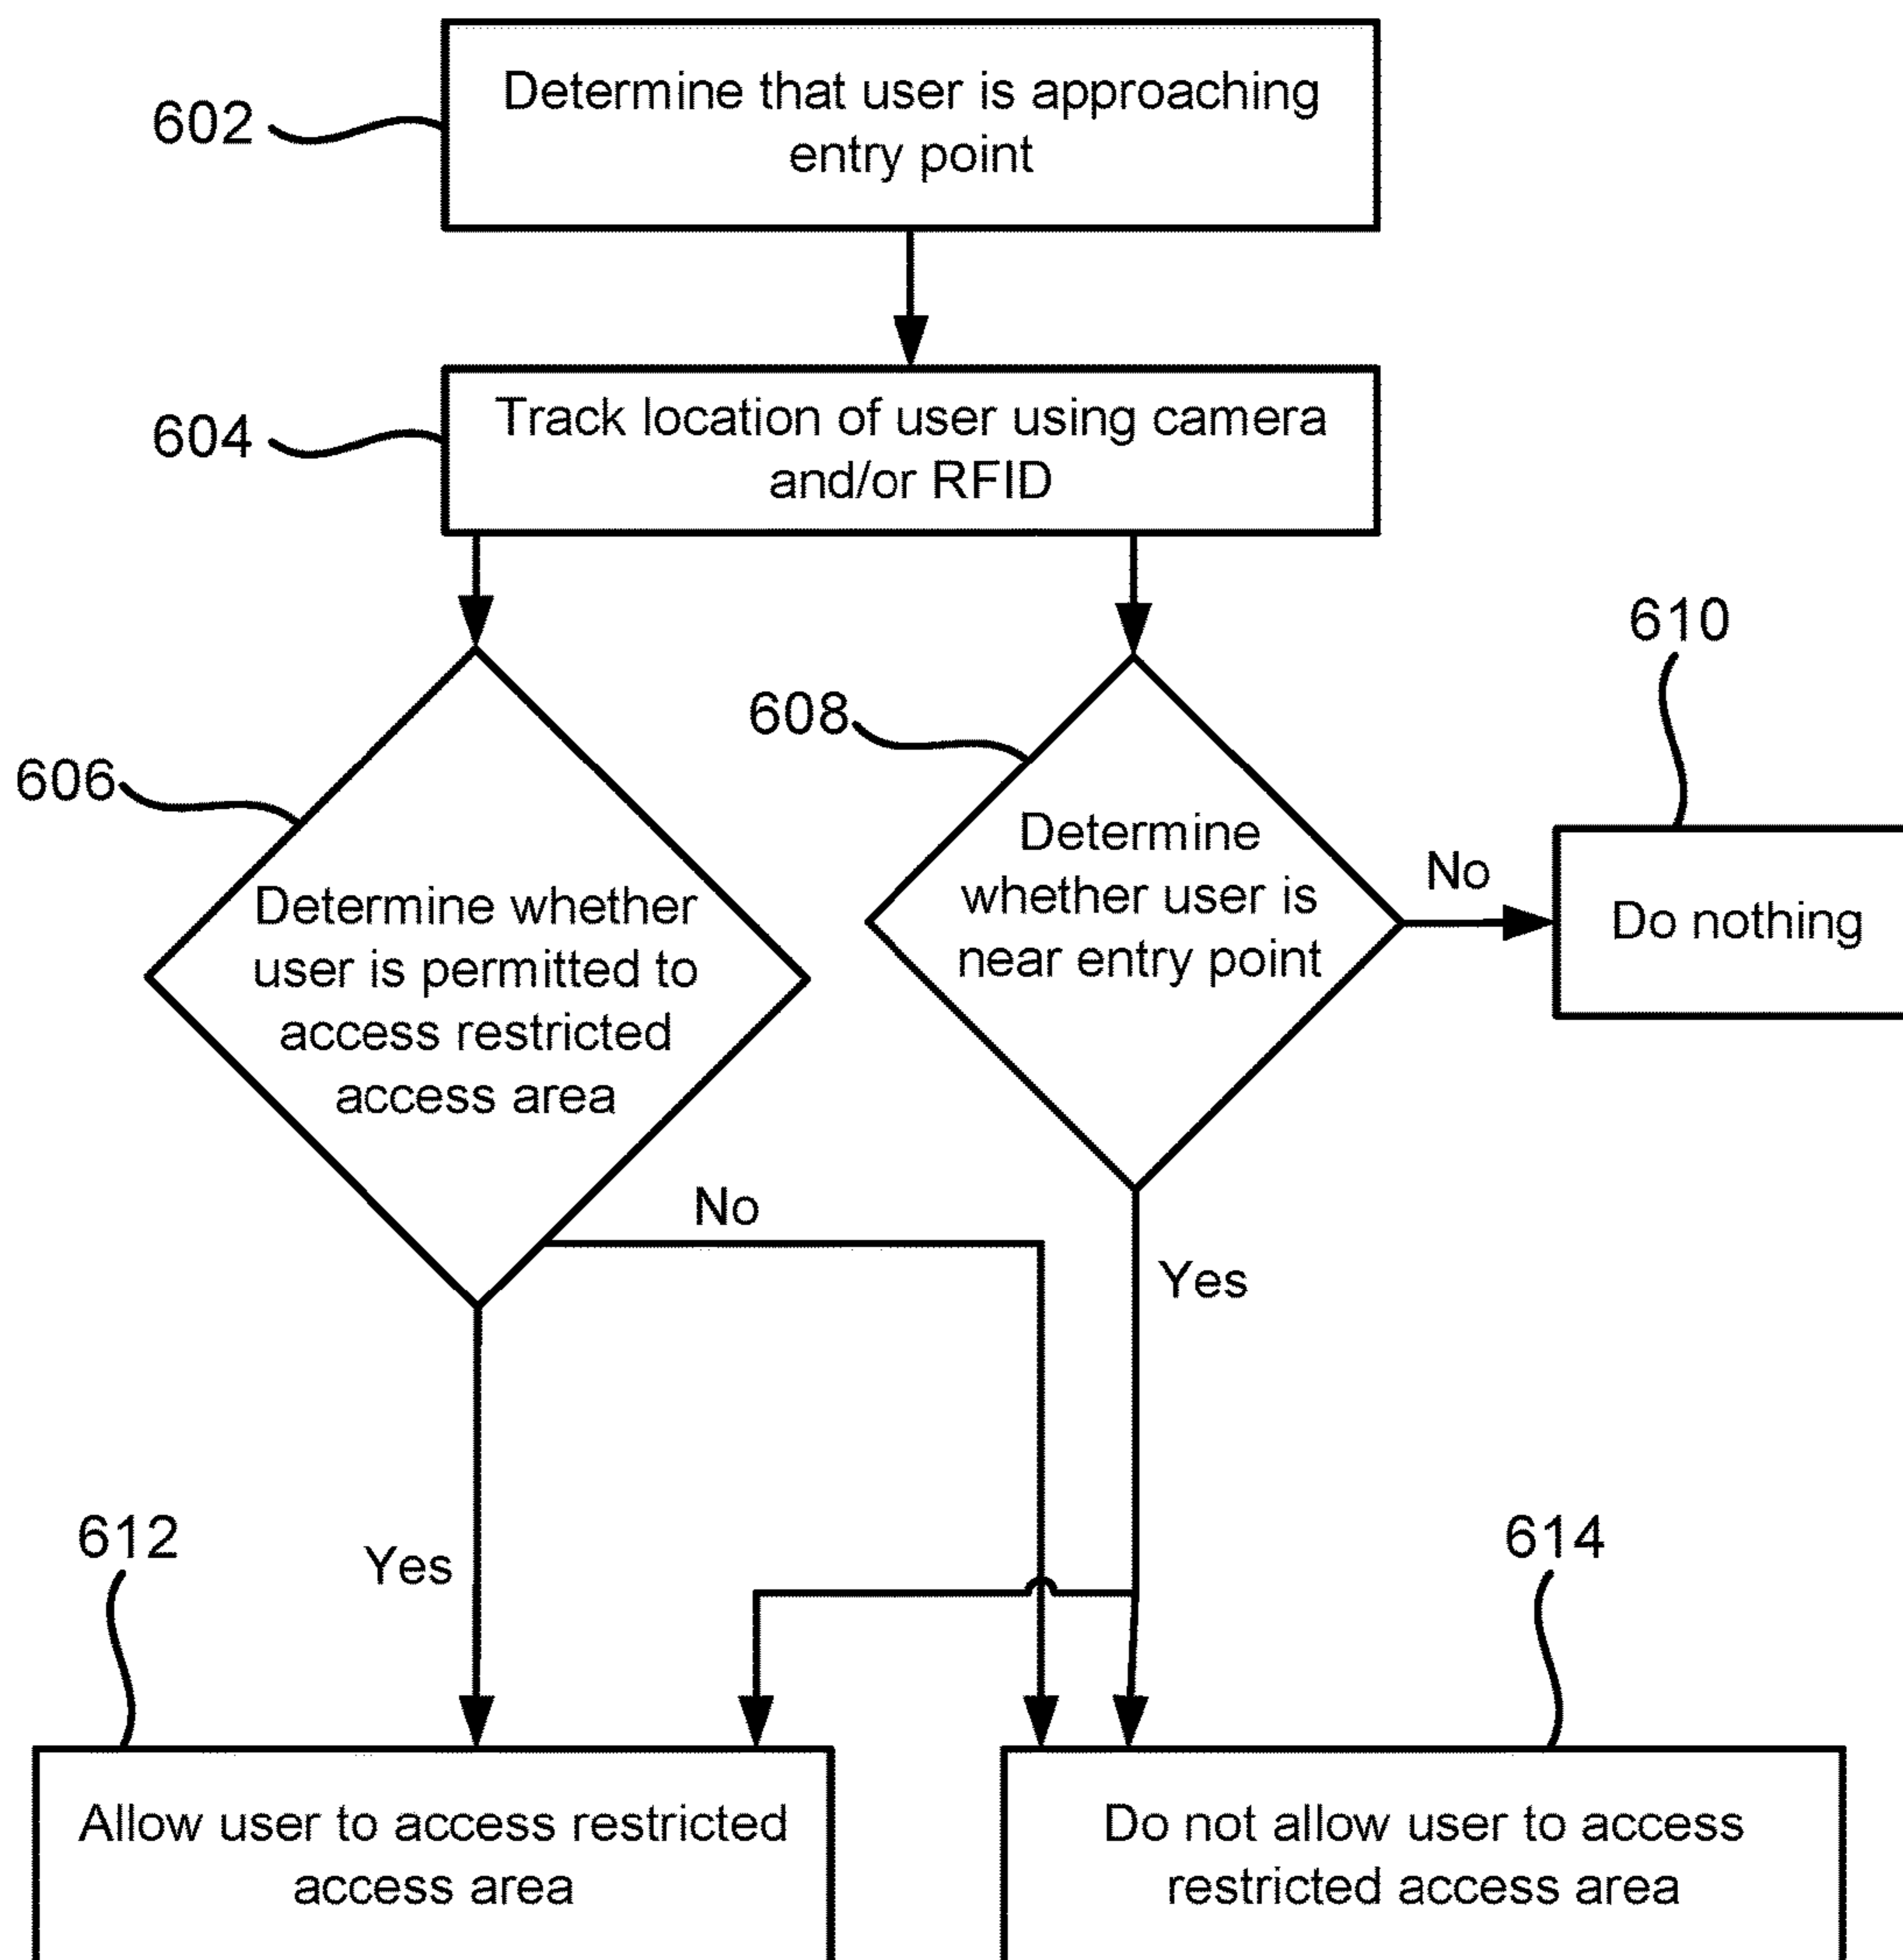 602
Determine that user is approaching
entry point
604
Track location of user using camera
and/or RFID
606
Determine whether
user is permitted to
access restricted
access area
608
Determine
whether user is
near entry point
No
610
Do nothing
No
Yes
Yes
612
Allow user to access restricted
access area
614
Do not allow user to access
restricted access area